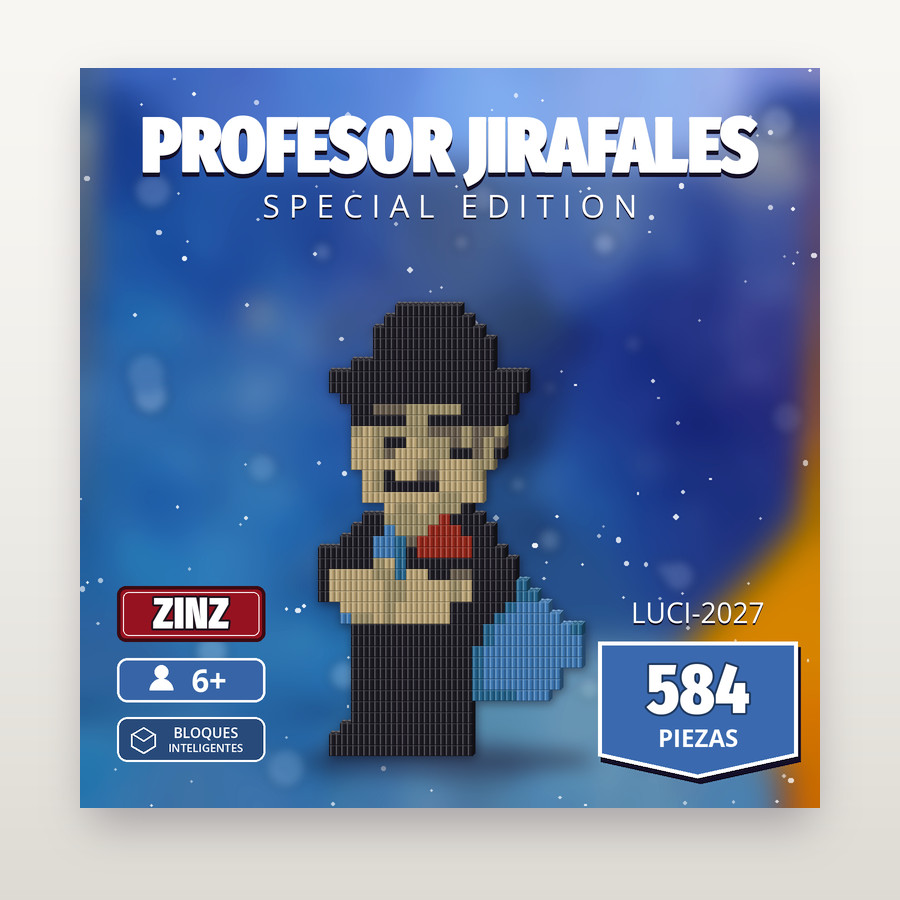 PROFESOR JIRAFALES
SPECIAL EDITION
ZINZ
6+
BLOQUES
INTELIGENTES
LUCI-2027
584
PIEZAS